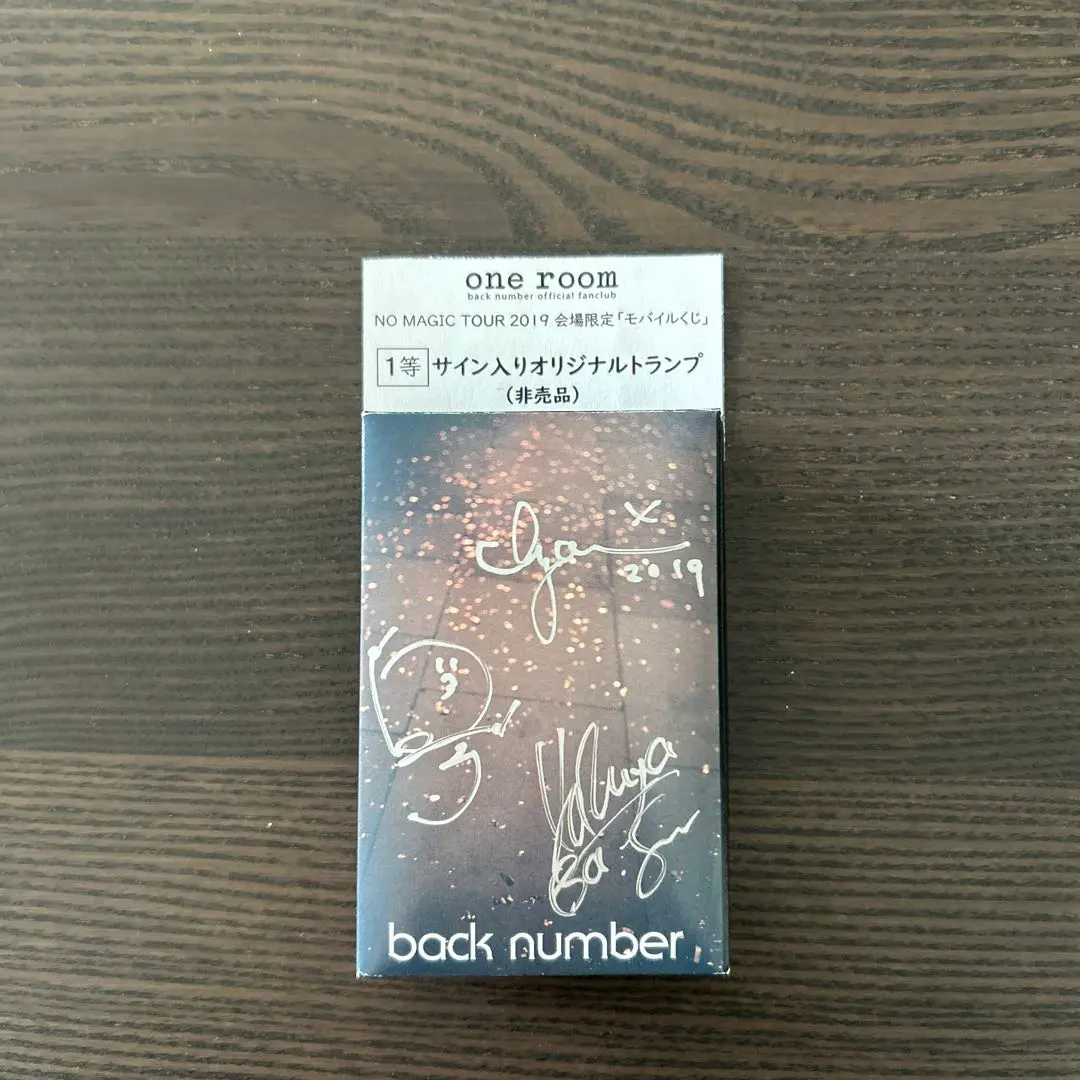 one room
back number official fanclub
NO MAGIC TOUR 2019 会場限定「モバイルくじ」
1等 サイン入りオリジナルトランプ
(非売品)
2019
back number